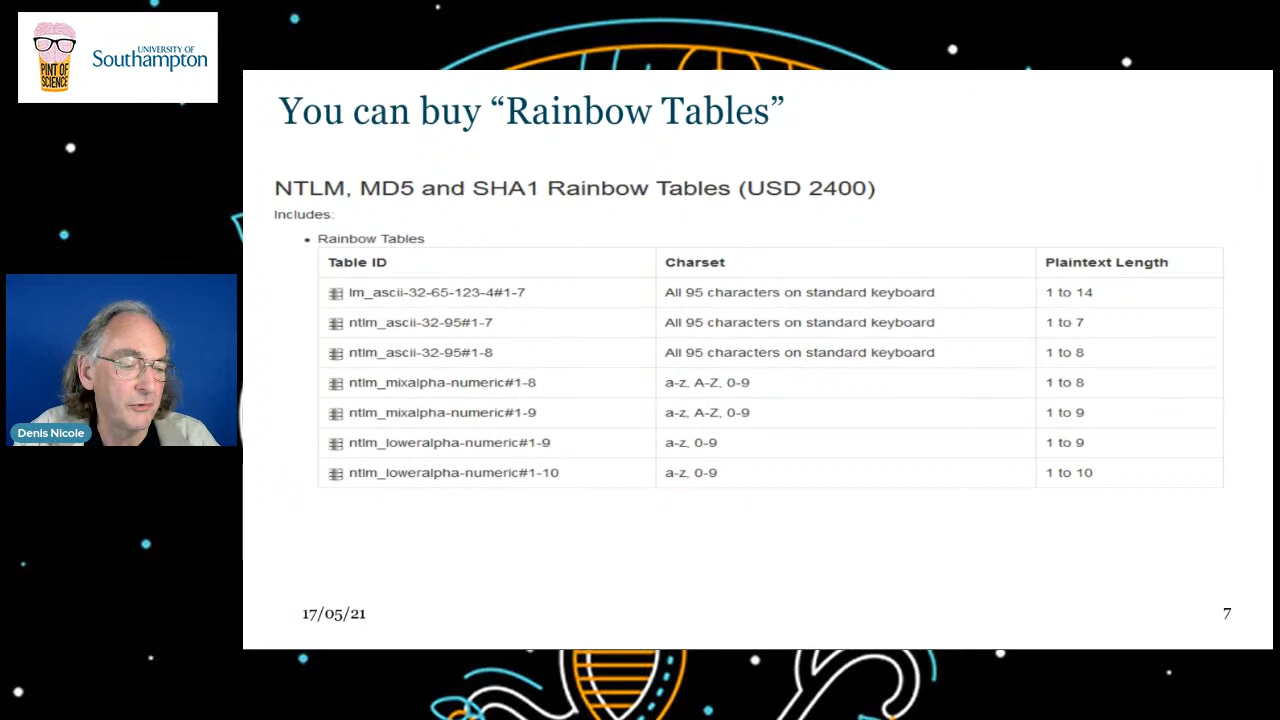 PINT OF
SCIENCE
UNIVERSITY OF
Southampton
You can buy “Rainbow Tables”
NTLM, MD5 and SHA1 Rainbow Tables (USD 2400)
Includes:
• Rainbow Tables
Table ID Charset Plaintext Length
lm_ascii-32-65-123-4#1-7 All 95 characters on standard keyboard 1 to 14
ntlm_ascii-32-95#1-7 All 95 characters on standard keyboard 1 to 7
ntlm_ascii-32-95#1-8 All 95 characters on standard keyboard 1 to 8
ntlm_mixalpha-numeric#1-8 a-z, A-Z, 0-9 1 to 8
ntlm_mixalpha-numeric#1-9 a-z, A-Z, 0-9 1 to 9
ntlm_loweralpha-numeric#1-9 a-z, 0-9 1 to 9
ntlm_loweralpha-numeric#1-10 a-z, 0-9 1 to 10
Denis Nicole
17/05/21 7